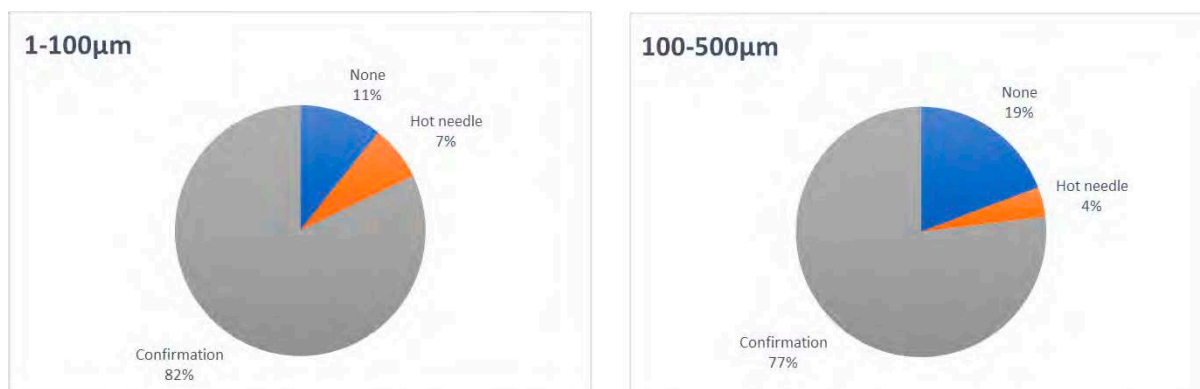 1-100µm
None
11%
Hot needle
7%
Confirmation
82%
100-500µm
None
19%
Hot needle
4%
Confirmation
77%